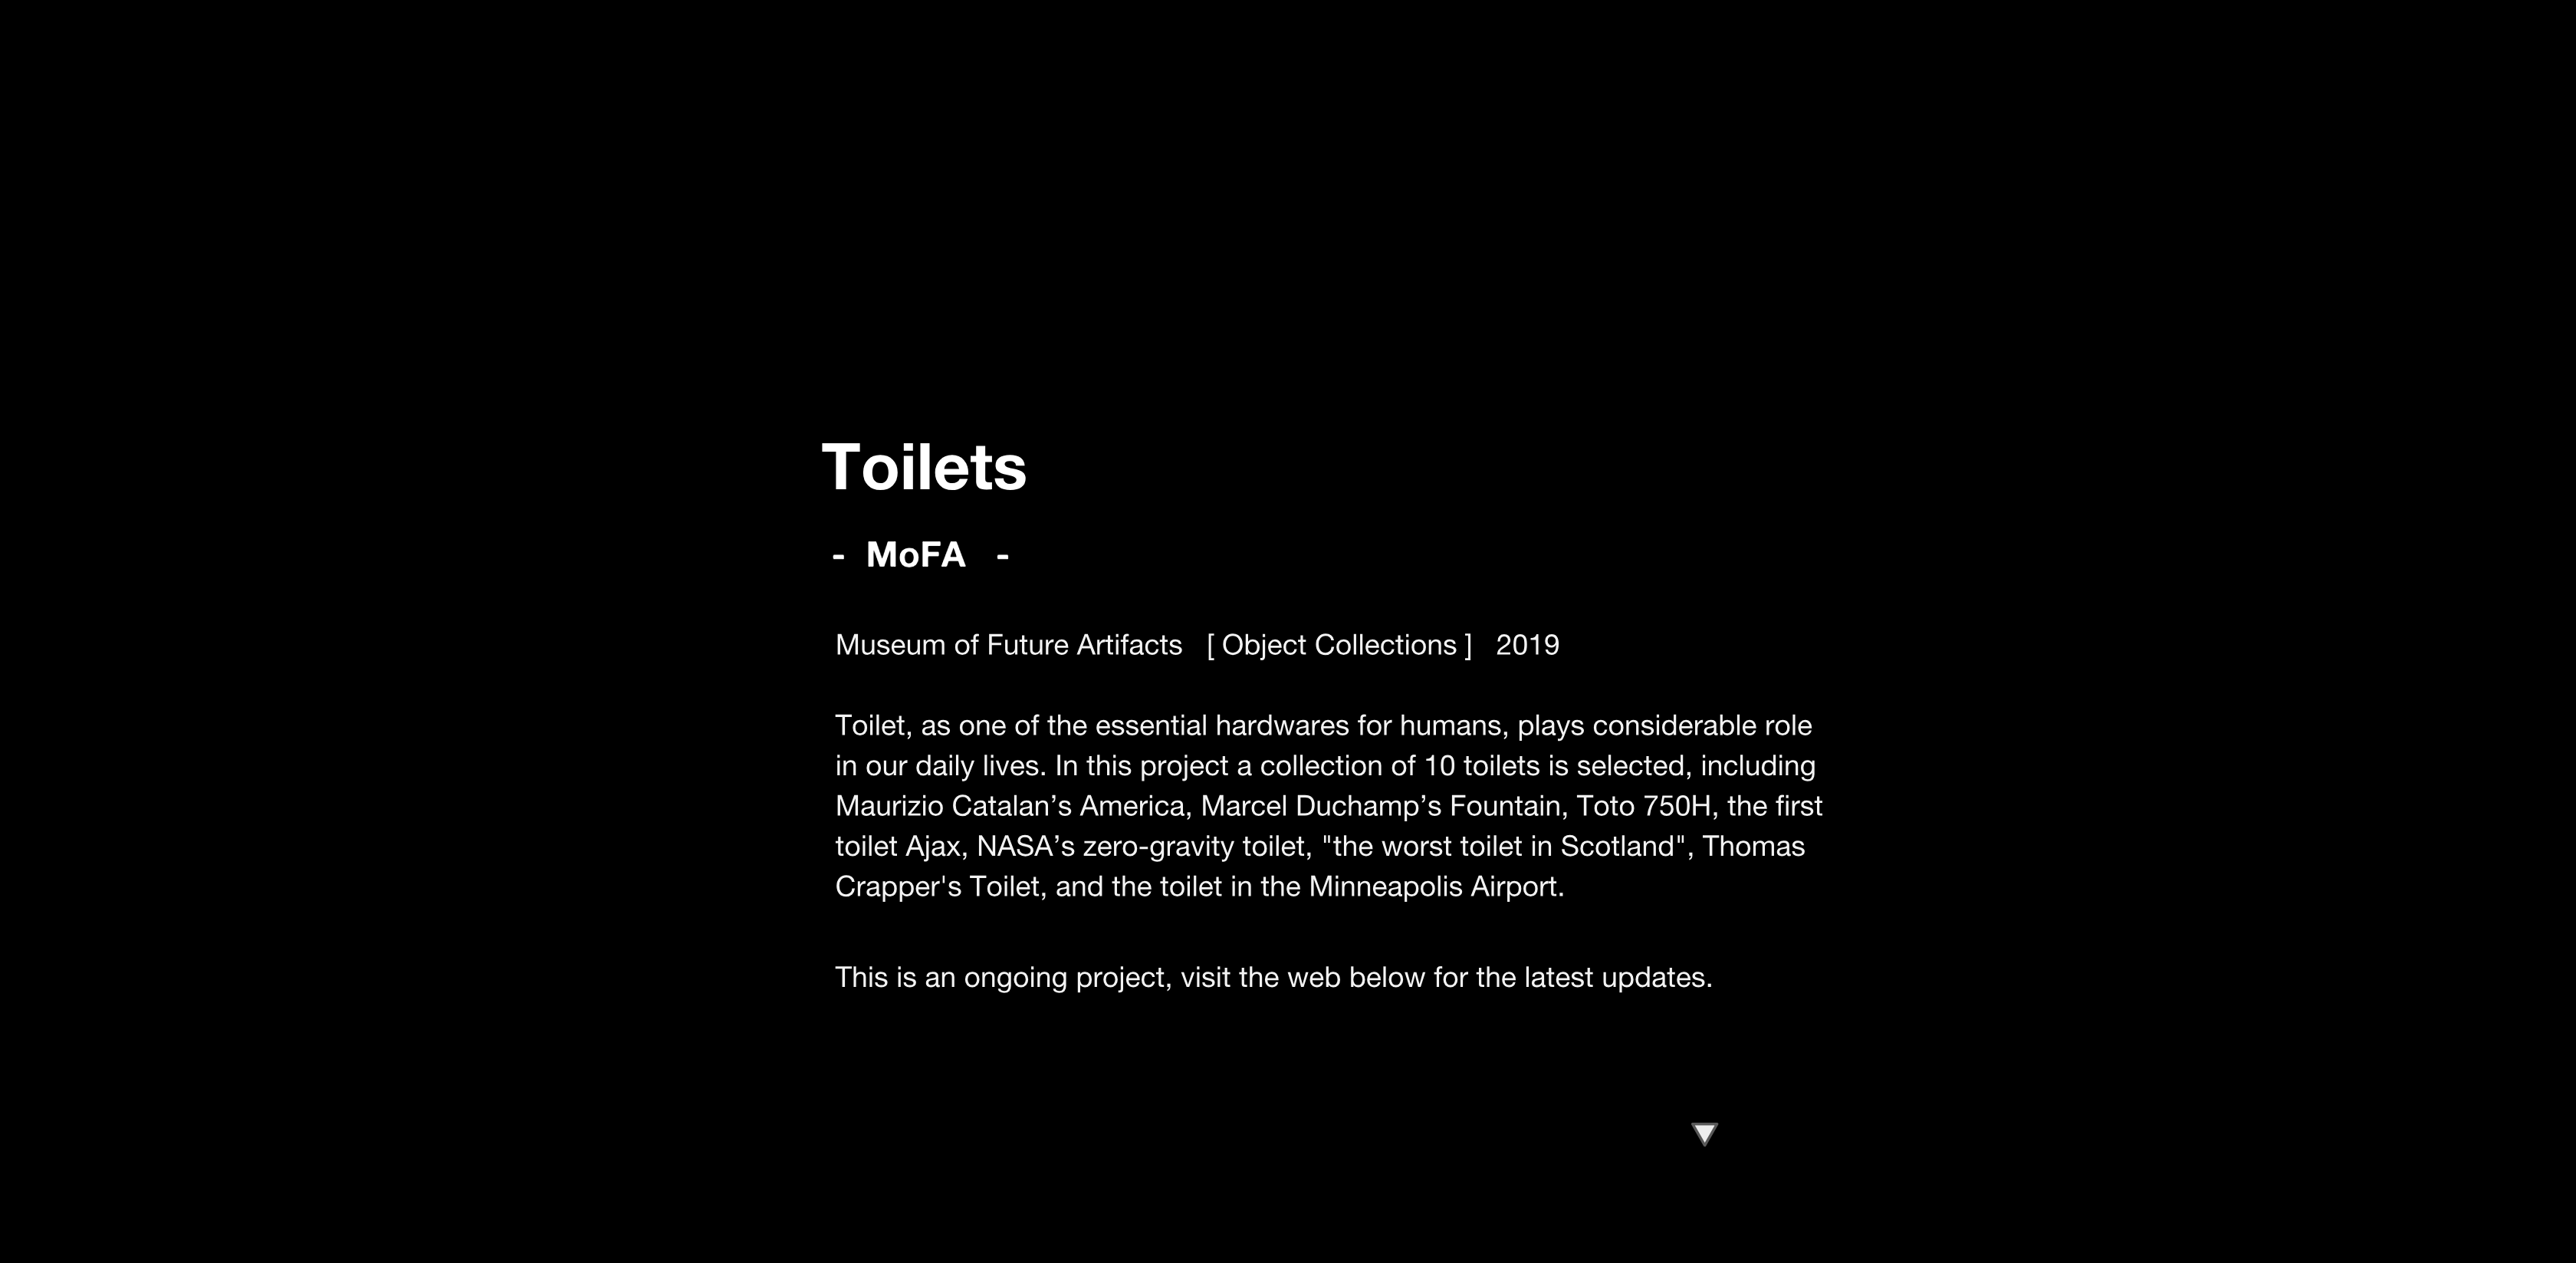 Toilets
- MoFA -
Museum of Future Artifacts [ Object Collections ] 2019
Toilet, as one of the essential hardwares for humans, plays considerable role
in our daily lives. In this project a collection of 10 toilets is selected, including
Maurizio Catalan’s America, Marcel Duchamp’s Fountain, Toto 750H, the first
toilet Ajax, NASA’s zero-gravity toilet, "the worst toilet in Scotland", Thomas
Crapper's Toilet, and the toilet in the Minneapolis Airport.
This is an ongoing project, visit the web below for the latest updates.